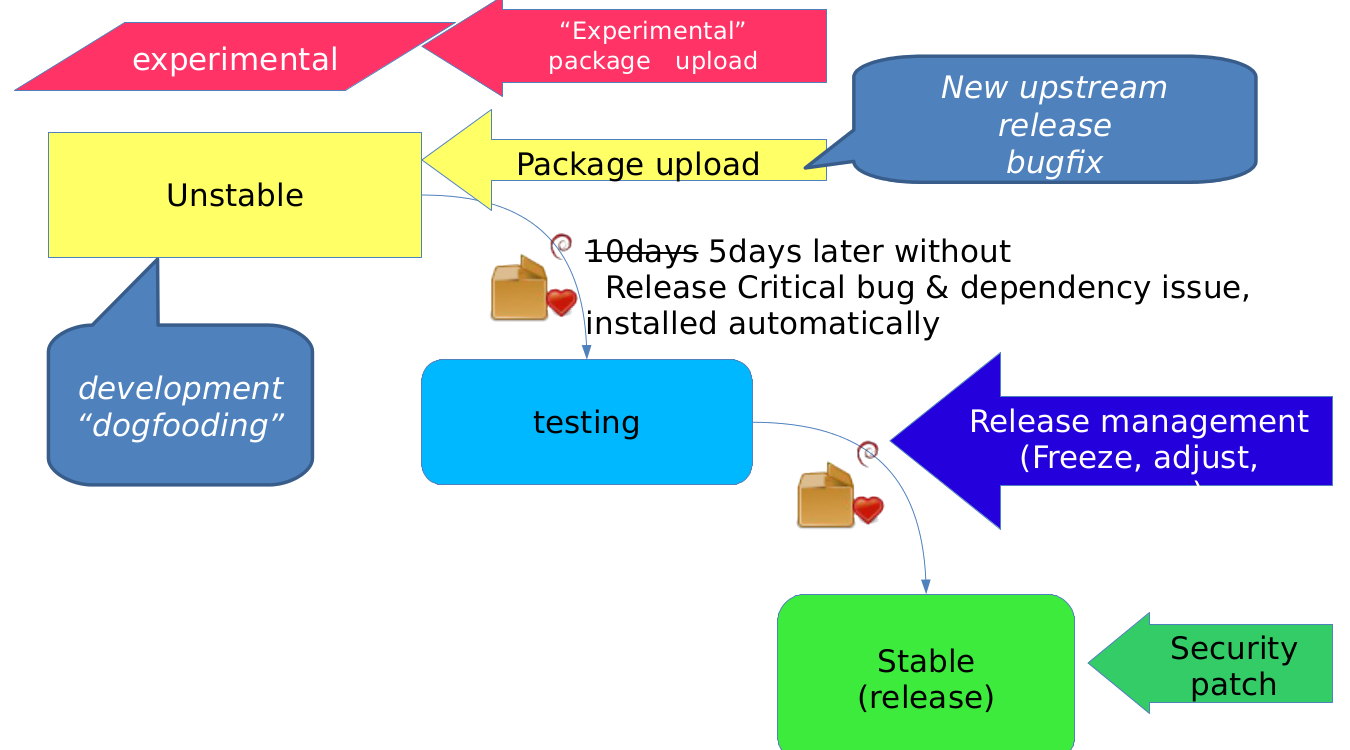 experimental
“Experimental”
package upload
New upstream
release
bugfix
Package upload
Unstable
10days 5days later without
Release Critical bug & dependency issue,
installed automatically
development
“dogfooding”
testing
Release management
(Freeze, adjust,
Stable
(release)
Security
patch